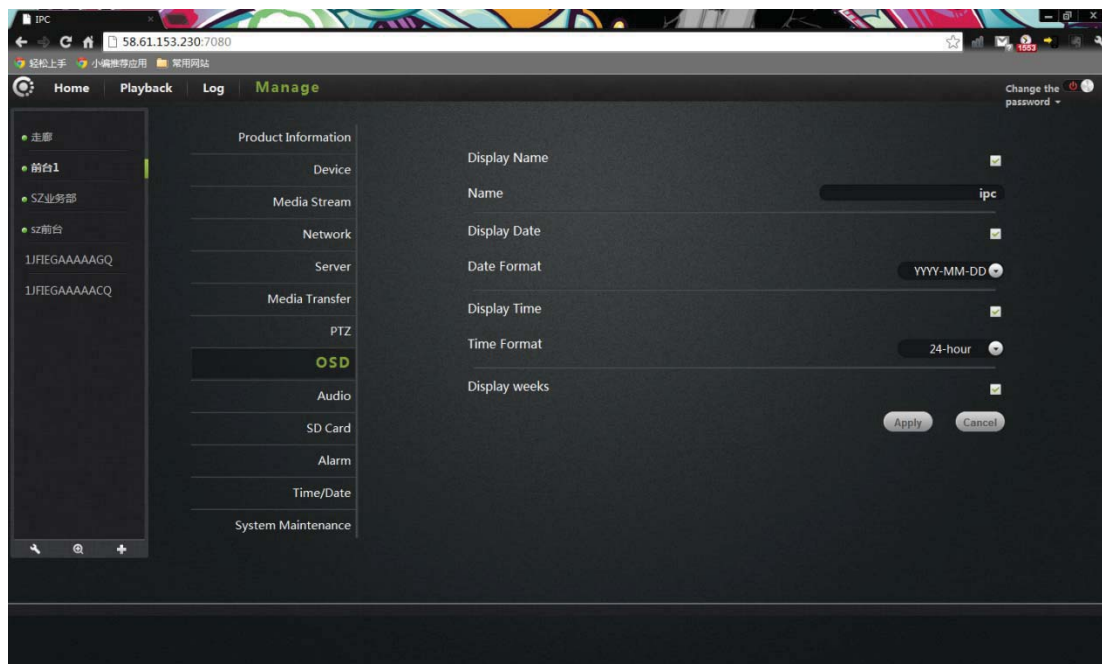 IPC
58.61.153.230:7080
1553
轻松上手 小编推荐应用 常用网站
Home Playback Log Manage
Change the
password
走廊
前台1
SZ业务部
sz前台
1JFIEGAAAAAGQ
1JFIEGAAAAACQ
Product Information
Device
Media Stream
Network
Server
Media Transfer
PTZ
OSD
Audio
SD Card
Alarm
Time/Date
System Maintenance
Display Name
Name ipc
Display Date
Date Format YYYY-MM-DD
Display Time
Time Format 24-hour
Display weeks
Apply Cancel